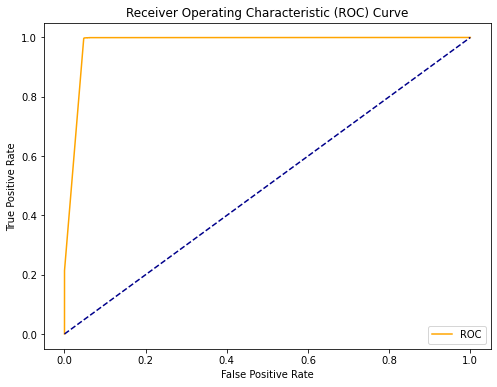 Receiver Operating Characteristic (ROC) Curve
True Positive Rate
1.0
0.8
0.6
0.4
0.2
0.0
0.0 0.2 0.4 0.6 0.8 1.0
False Positive Rate
ROC